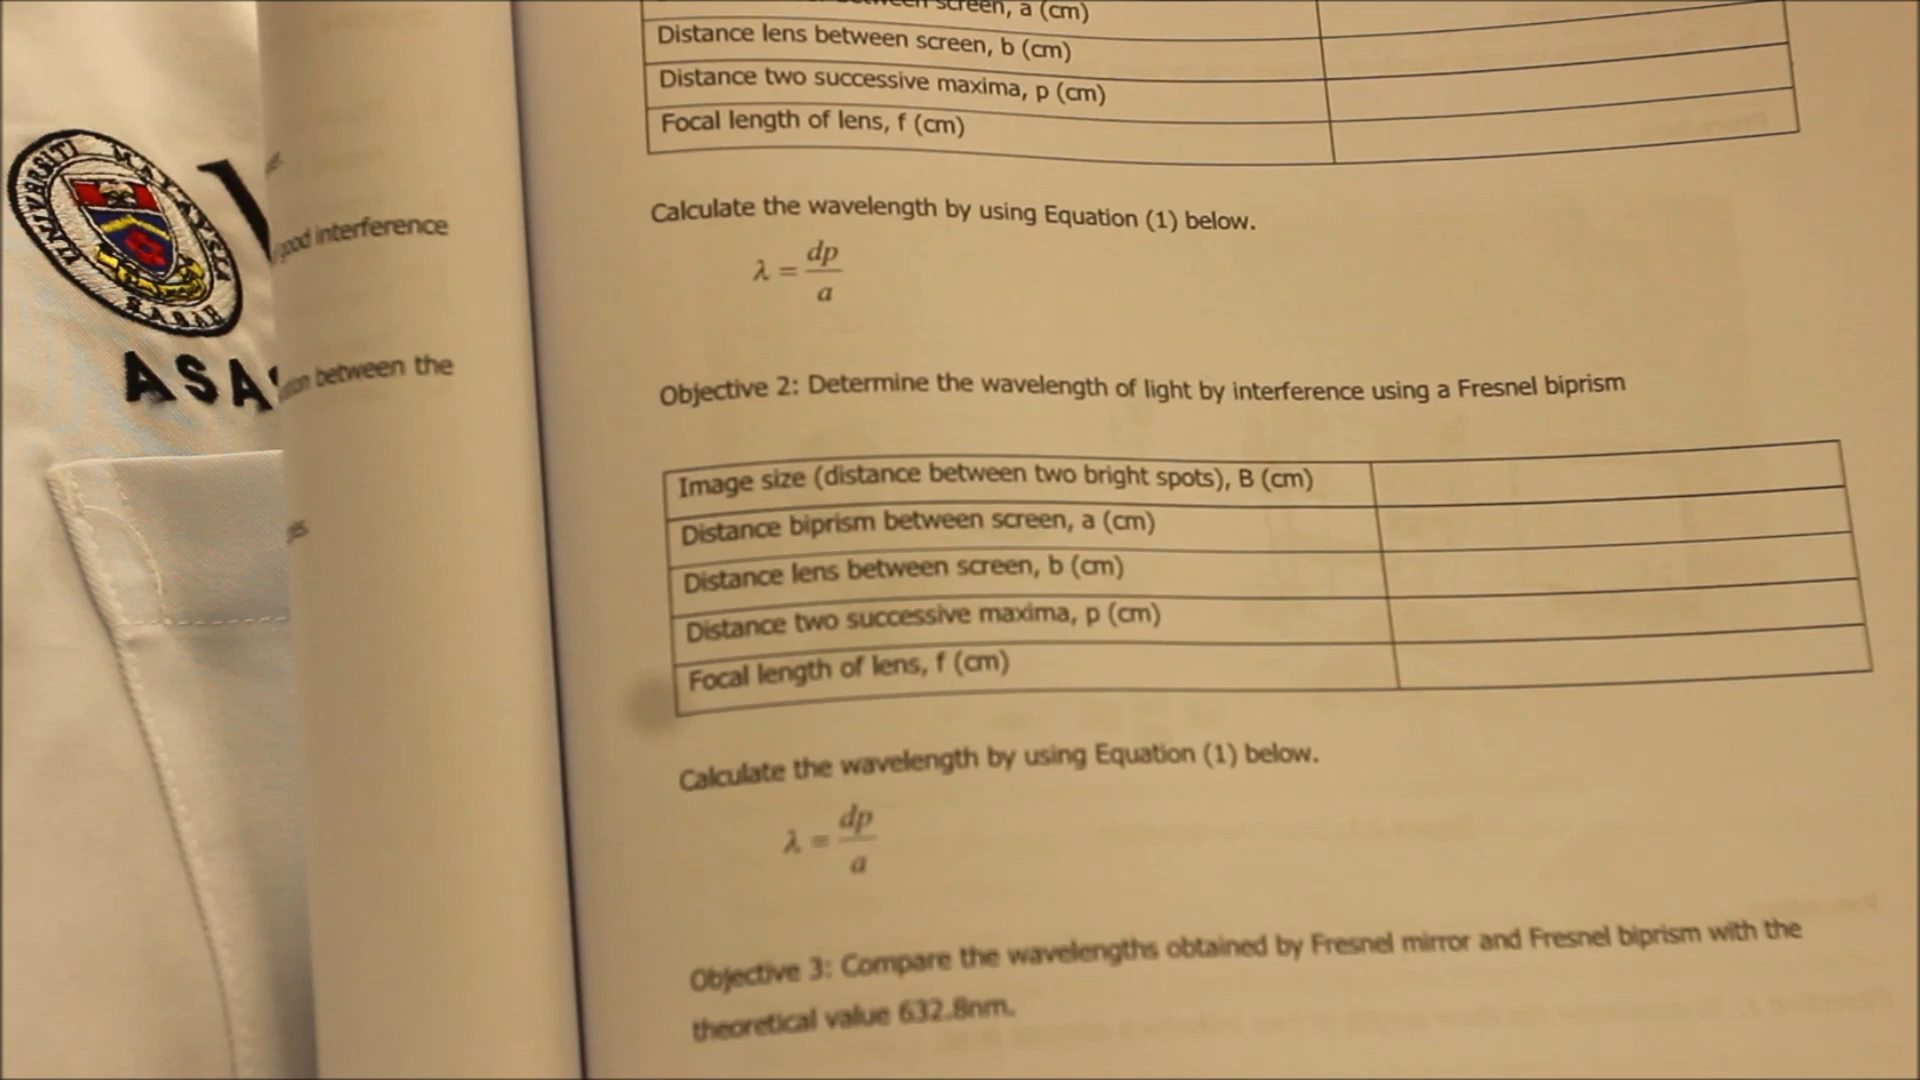 UNIVERSITI MALAYSIA
SABAH
ASAS
good interference
between the
screen, a (cm)
Distance lens between screen, b (cm)
Distance two successive maxima, p (cm)
Focal length of lens, f (cm)
Calculate the wavelength by using Equation (1) below.
λ = dp/a
Objective 2: Determine the wavelength of light by interference using a Fresnel biprism
Image size (distance between two bright spots), B (cm)
Distance biprism between screen, a (cm)
Distance lens between screen, b (cm)
Distance two successive maxima, p (cm)
Focal length of lens, f (cm)
Calculate the wavelength by using Equation (1) below.
λ = dp/a
Objective 3: Compare the wavelengths obtained by Fresnel mirror and Fresnel biprism with the
theoretical value 632.8nm.